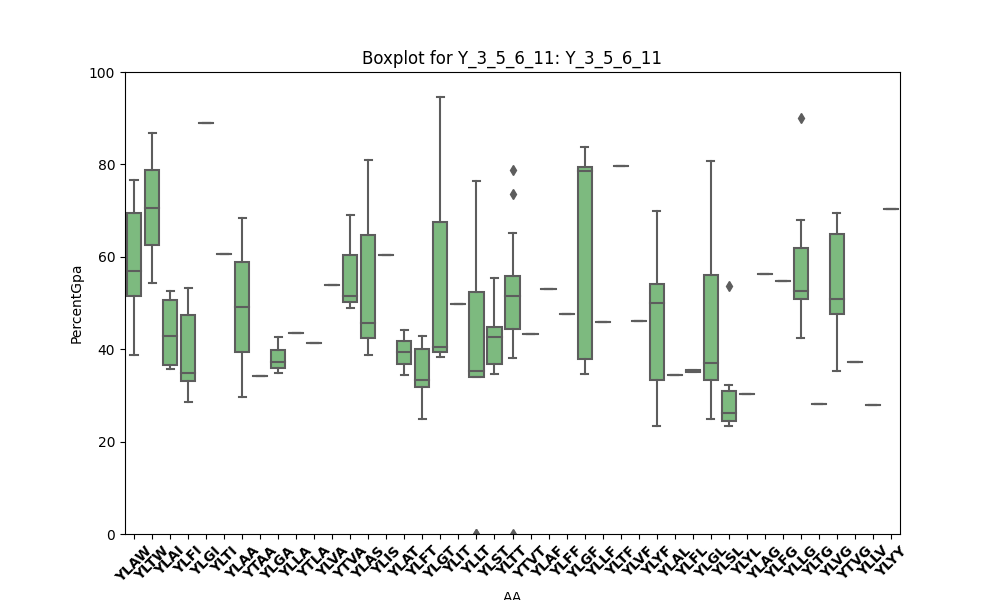 Boxplot for Y_3_5_6_11: Y_3_5_6_11
100
80
60
40
20
0
PercentGpa
YLAW
YLTW
YLAI
YLFI
YLGI
YLTI
YLAA
YTAA
YLGA
YLLA
YTLA
YLVA
YTVA
YLAS
YLIS
YLAT
YLFT
YLGT
YLIT
YLLT
YLST
YLTT
YTVT
YLAF
YLFF
YLGF
YLLF
YLTF
YLVF
YLYF
YLAL
YLFL
YLGL
YLSL
YLYL
YLAG
YLFG
YLLG
YLTG
YLVG
YTVG
YLLV
YLYY
AA